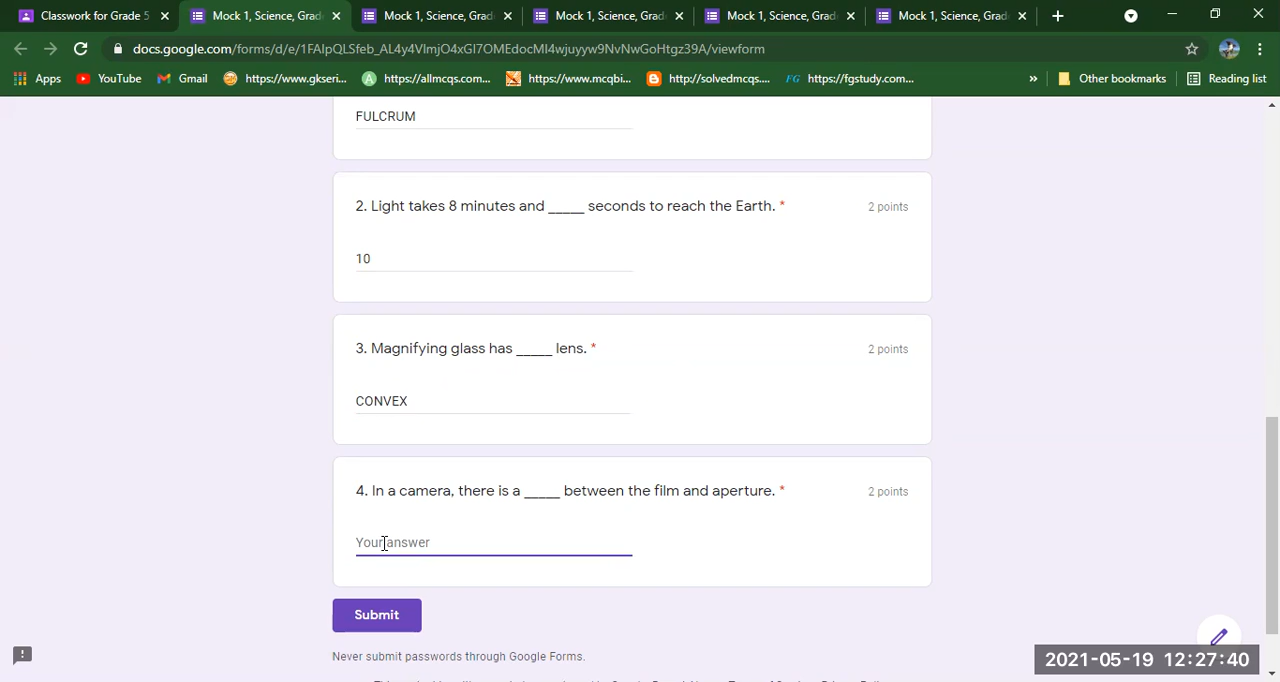 Classwork for Grade 5
Mock 1, Science, Grad
Mock 1, Science, Grad
Mock 1, Science, Grad
Mock 1, Science, Grad
Mock 1, Science, Grad
docs.google.com/forms/d/e/1FAIpQLSfeb_AL4y4VlmjO4xGI7OMEdocMI4wjuyyw9NvNwGoHtgz39A/viewform
Apps YouTube Gmail https://www.gkseri... https://allmcqs.com... https://www.mcqbi... http://solvedmcqs.... FG https://fgstudy.com... » Other bookmarks Reading list
FULCRUM
2. Light takes 8 minutes and _____ seconds to reach the Earth. * 2 points
10
3. Magnifying glass has _____ lens. * 2 points
CONVEX
4. In a camera, there is a _____ between the film and aperture. * 2 points
Your answer
Submit
Never submit passwords through Google Forms.
2021-05-19 12:27:40